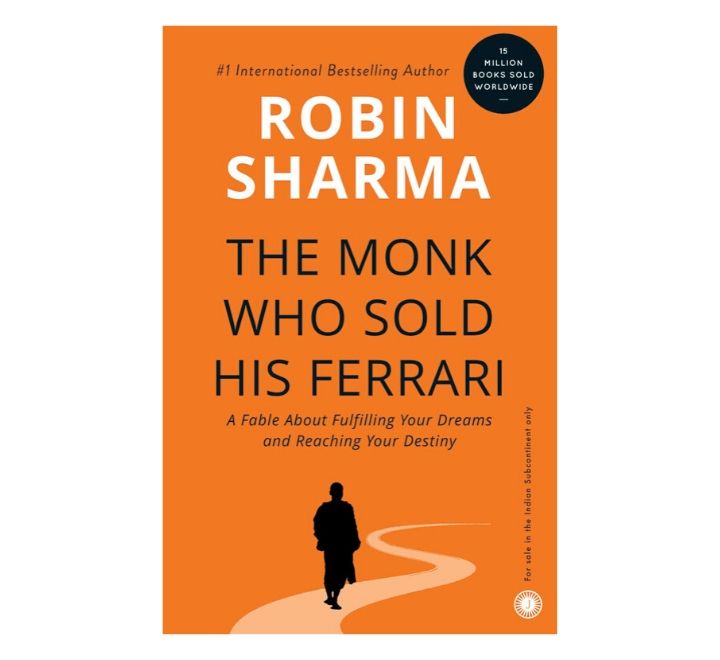 #1 International Bestselling Author
15
MILLION
BOOKS SOLD
WORLDWIDE
ROBIN
SHARMA
THE MONK
WHO SOLD
HIS FERRARI
A Fable About Fulfilling Your Dreams
and Reaching Your Destiny
For sale in the Indian Subcontinent only
J